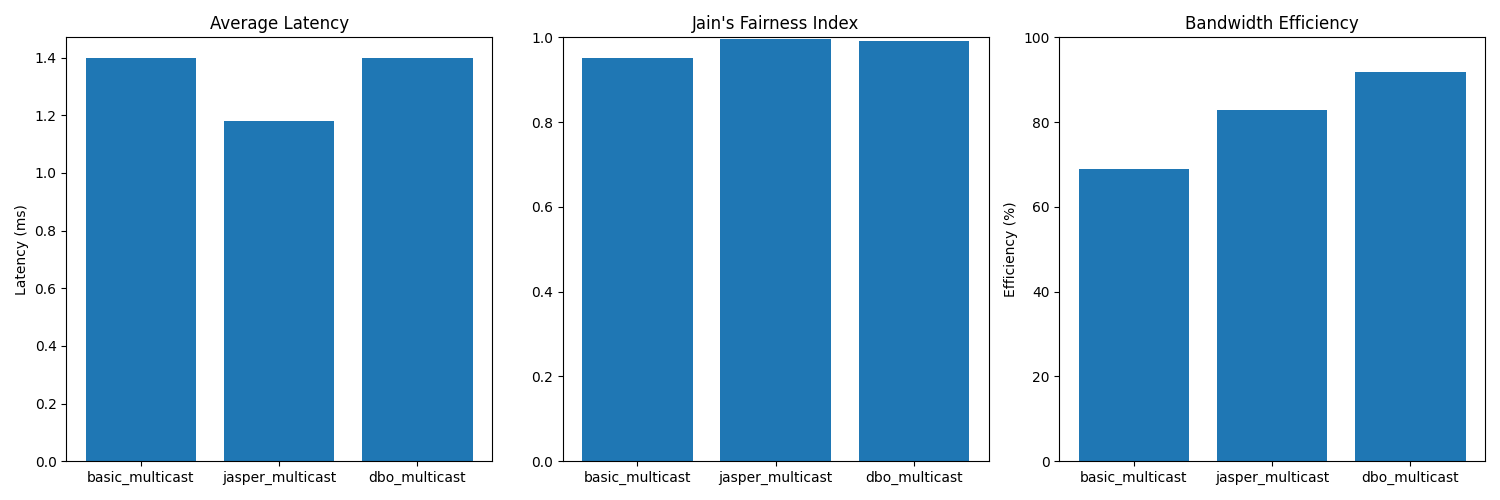 Average Latency
Latency (ms)
1.4
1.2
1.0
0.8
0.6
0.4
0.2
0.0
basic_multicast jasper_multicast dbo_multicast
Jain's Fairness Index
1.0
0.8
0.6
0.4
0.2
0.0
basic_multicast jasper_multicast dbo_multicast
Bandwidth Efficiency
Efficiency (%)
100
80
60
40
20
0
basic_multicast jasper_multicast dbo_multicast